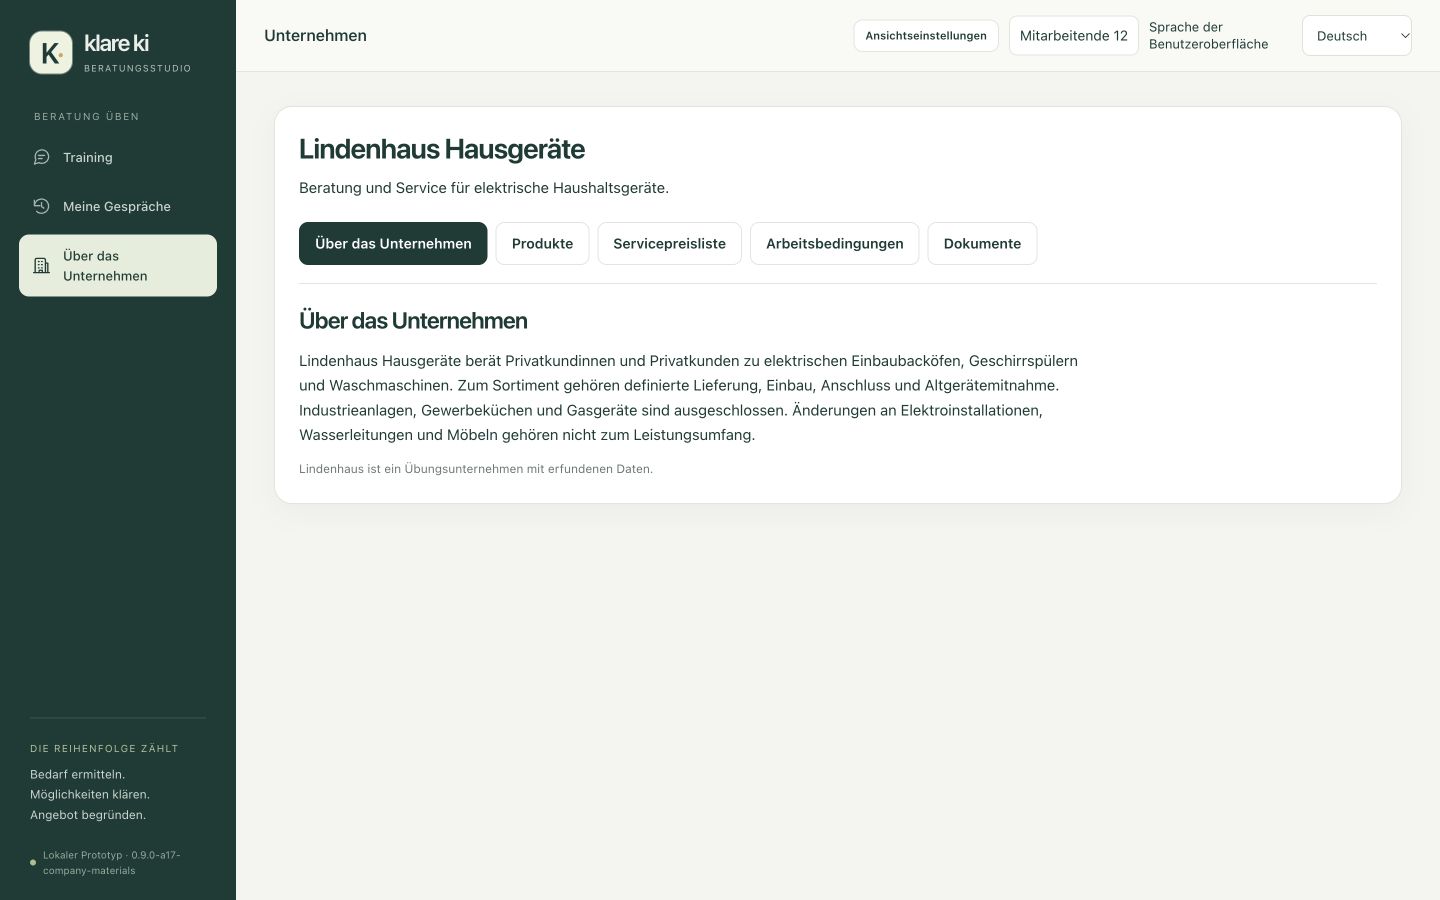 K
klare ki
BERATUNGSSTUDIO
BERATUNG ÜBEN
Training
Meine Gespräche
Über das
Unternehmen
DIE REIHENFOLGE ZÄHLT
Bedarf ermitteln.
Möglichkeiten klären.
Angebot begründen.
Lokaler Prototyp · 0.9.0-a17-
company-materials
Unternehmen
Ansichtseinstellungen
Mitarbeitende 12
Sprache der
Benutzeroberfläche
Deutsch
Lindenhaus Hausgeräte
Beratung und Service für elektrische Haushaltsgeräte.
Über das Unternehmen
Produkte
Servicepreisliste
Arbeitsbedingungen
Dokumente
Über das Unternehmen
Lindenhaus Hausgeräte berät Privatkundinnen und Privatkunden zu elektrischen Einbaubacköfen, Geschirrspülern
und Waschmaschinen. Zum Sortiment gehören definierte Lieferung, Einbau, Anschluss und Altgerätemitnahme.
Industrieanlagen, Gewerbeküchen und Gasgeräte sind ausgeschlossen. Änderungen an Elektroinstallationen,
Wasserleitungen und Möbeln gehören nicht zum Leistungsumfang.
Lindenhaus ist ein Übungsunternehmen mit erfundenen Daten.